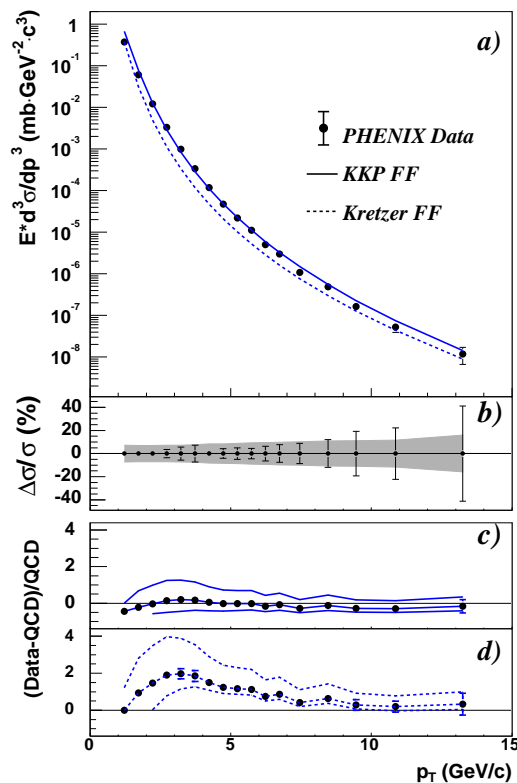 E*d³σ/dp³ (mb·GeV⁻²·c³)
1
10⁻¹
10⁻²
10⁻³
10⁻⁴
10⁻⁵
10⁻⁶
10⁻⁷
10⁻⁸
a)
PHENIX Data
KKP FF
Kretzer FF
Δσ/σ (%)
40
20
0
-20
-40
b)
(Data-QCD)/QCD
4
2
0
c)
4
2
0
d)
0 5 10 15
p_T (GeV/c)